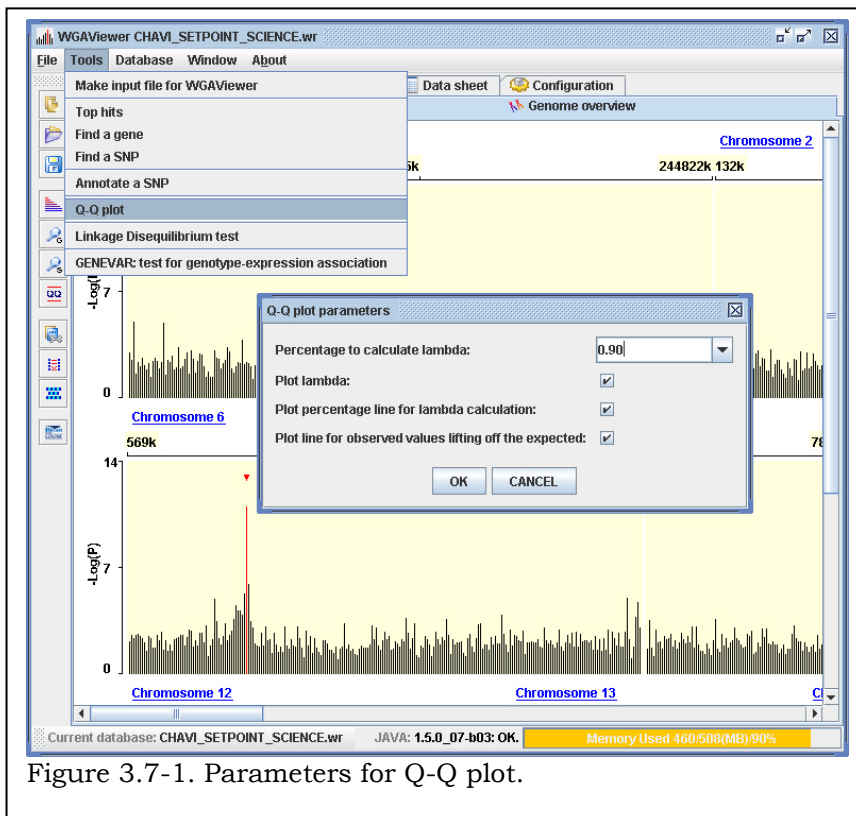 WGAViewer CHAVI_SETPOINT_SCIENCE.wr
File Tools Database Window About
Make input file for WGAViewer
Top hits
Find a gene
Find a SNP
Annotate a SNP
Q-Q plot
Linkage Disequilibrium test
GENEVAR: test for genotype-expression association
Data sheet Configuration
Genome overview
Chromosome 2
5k 244822k 132k
-Log(
7
0
QQ
Q-Q plot parameters
Percentage to calculate lambda: 0.90
Plot lambda:
Plot percentage line for lambda calculation:
Plot line for observed values lifting off the expected:
OK CANCEL
Chromosome 6
569k 78
14
-Log(P)
7
0
Chromosome 12 Chromosome 13 C
Current database: CHAVI_SETPOINT_SCIENCE.wr JAVA: 1.5.0_07-b03: OK. Memory Used 460/508(MB)/90%
Figure 3.7-1. Parameters for Q-Q plot.